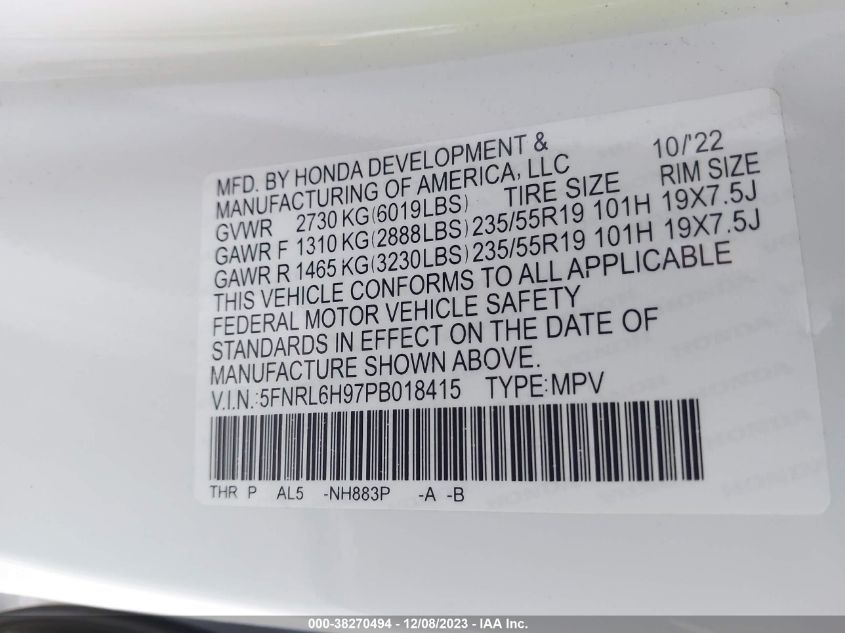 MFD. BY HONDA DEVELOPMENT & 10/'22
MANUFACTURING OF AMERICA, LLC RIM SIZE
GVWR 2730 KG(6019LBS) TIRE SIZE
GAWR F 1310 KG(2888LBS) 235/55R19 101H 19X7.5J
GAWR R 1465 KG(3230LBS) 235/55R19 101H 19X7.5J
THIS VEHICLE CONFORMS TO ALL APPLICABLE
FEDERAL MOTOR VEHICLE SAFETY
STANDARDS IN EFFECT ON THE DATE OF
MANUFACTURE SHOWN ABOVE.
V.I.N.:5FNRL6H97PB018415 TYPE:MPV
THR P AL5 -NH883P -A -B
HONDA
000-38270494 - 12/08/2023 - IAA Inc.